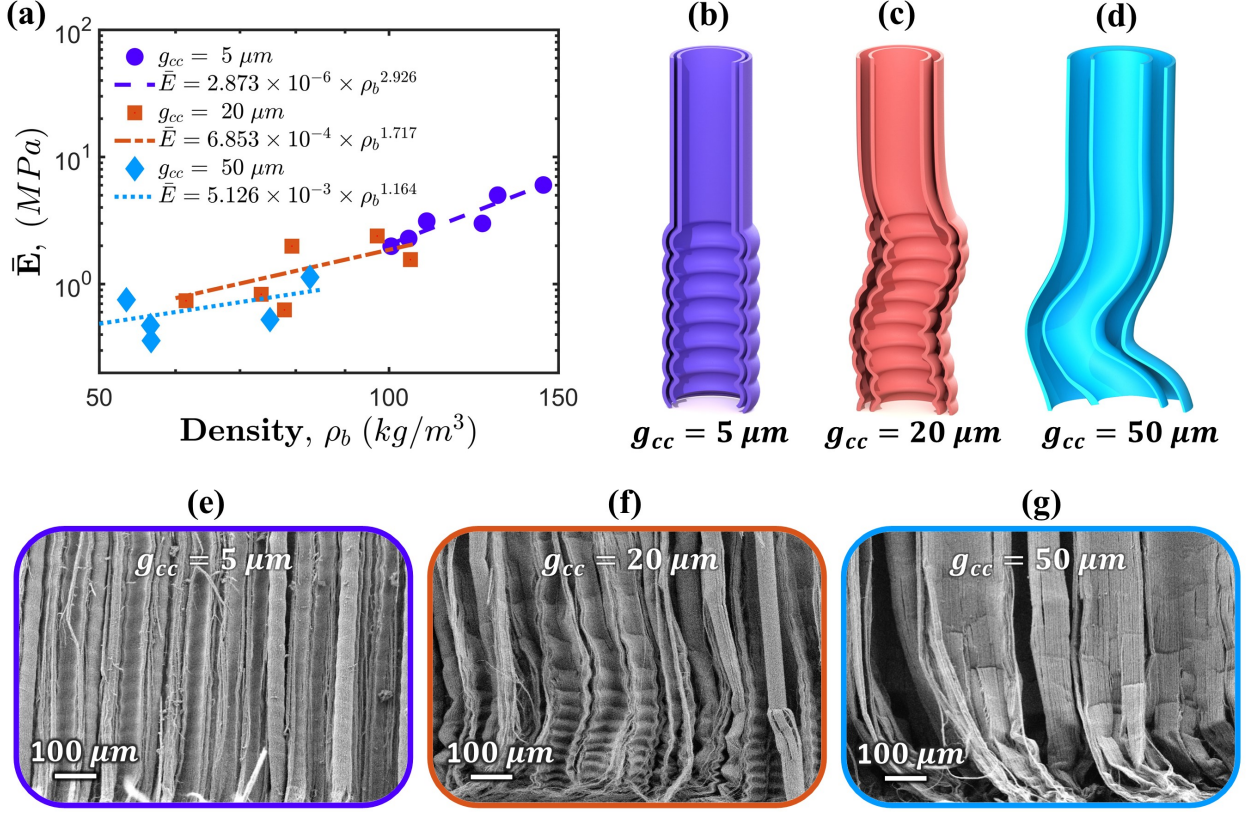 (a)
(b)
(c)
(d)
10²
10¹
10⁰
g_cc = 5 μm
Ē = 2.873 × 10⁻⁶ × ρ_b^2.926
g_cc = 20 μm
Ē = 6.853 × 10⁻⁴ × ρ_b^1.717
g_cc = 50 μm
Ē = 5.126 × 10⁻³ × ρ_b^1.164
Ē, (MPa)
50
100
150
Density, ρ_b (kg/m³)
g_cc = 5 μm
g_cc = 20 μm
g_cc = 50 μm
(e)
(f)
(g)
g_cc = 5 μm
g_cc = 20 μm
g_cc = 50 μm
100 μm
100 μm
100 μm